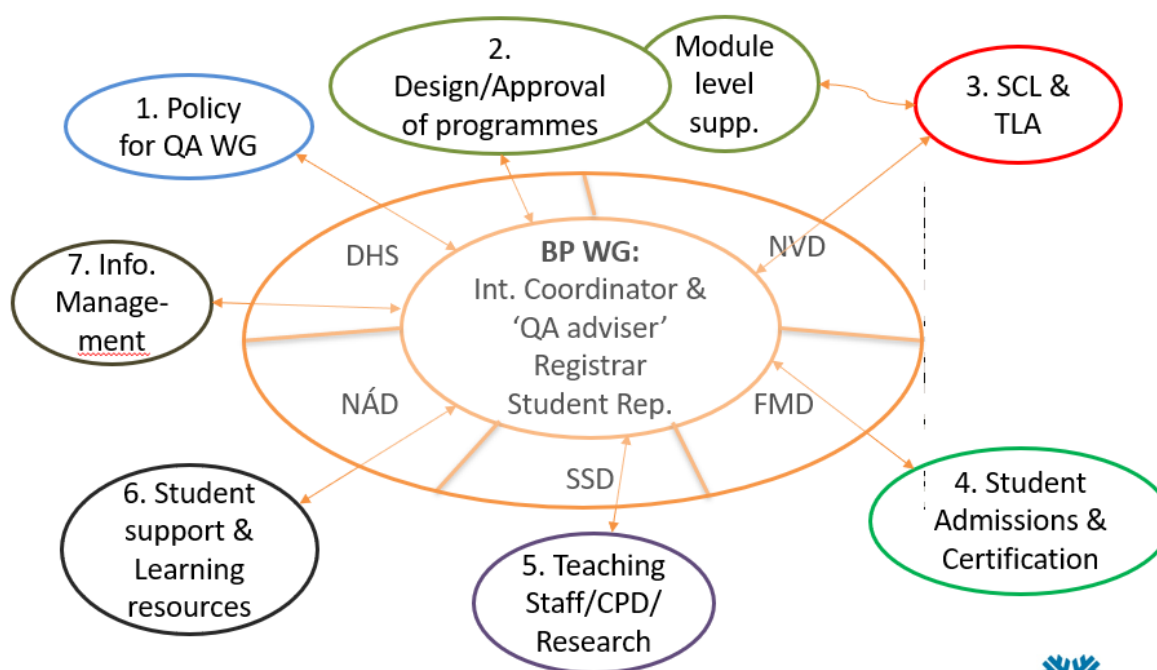 1. Policy
for QA WG
2.
Design/Approval
of programmes
Module
level
supp.
3. SCL &
TLA
DHS
NVD
BP WG:
Int. Coordinator &
‘QA adviser’
Registrar
Student Rep.
7. Info.
Manage-
ment
NÁD
FMD
SSD
6. Student
support &
Learning
resources
5. Teaching
Staff/CPD/
Research
4. Student
Admissions &
Certification